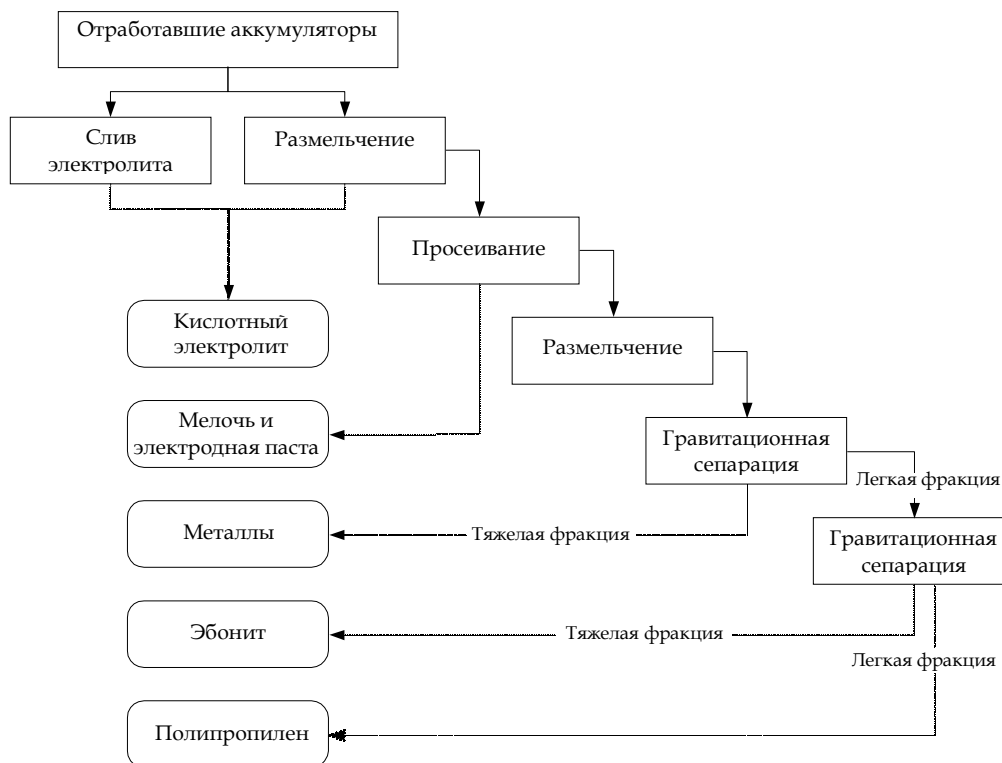 Отработавшие аккумуляторы
Слив
электролита
Размельчение
Просеивание
Кислотный
электролит
Размельчение
Мелочь и
электродная паста
Гравитационная
сепарация
Легкая фракция
Металлы
Тяжелая фракция
Гравитационная
сепарация
Эбонит
Тяжелая фракция
Легкая фракция
Полипропилен